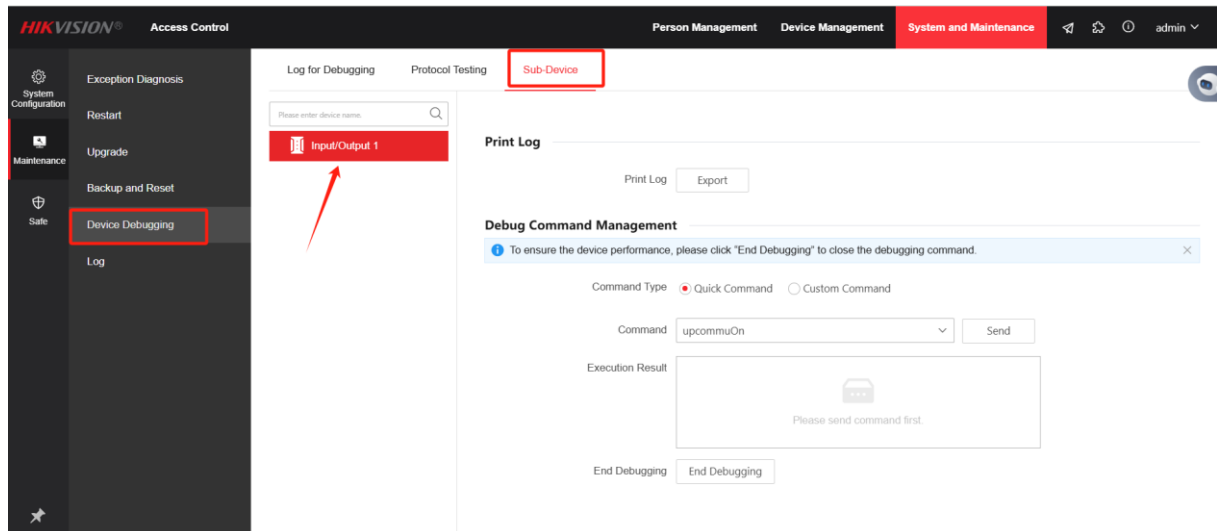 HIKVISION® Access Control Person Management Device Management System and Maintenance admin
System Configuration
Maintenance
Safe
Exception Diagnosis
Restart
Upgrade
Backup and Reset
Device Debugging
Log
Log for Debugging Protocol Testing Sub-Device
Please enter device name.
Input/Output 1
Print Log
Print Log Export
Debug Command Management
To ensure the device performance, please click "End Debugging" to close the debugging command.
Command Type Quick Command Custom Command
Command upcommuOn Send
Execution Result
Please send command first.
End Debugging End Debugging